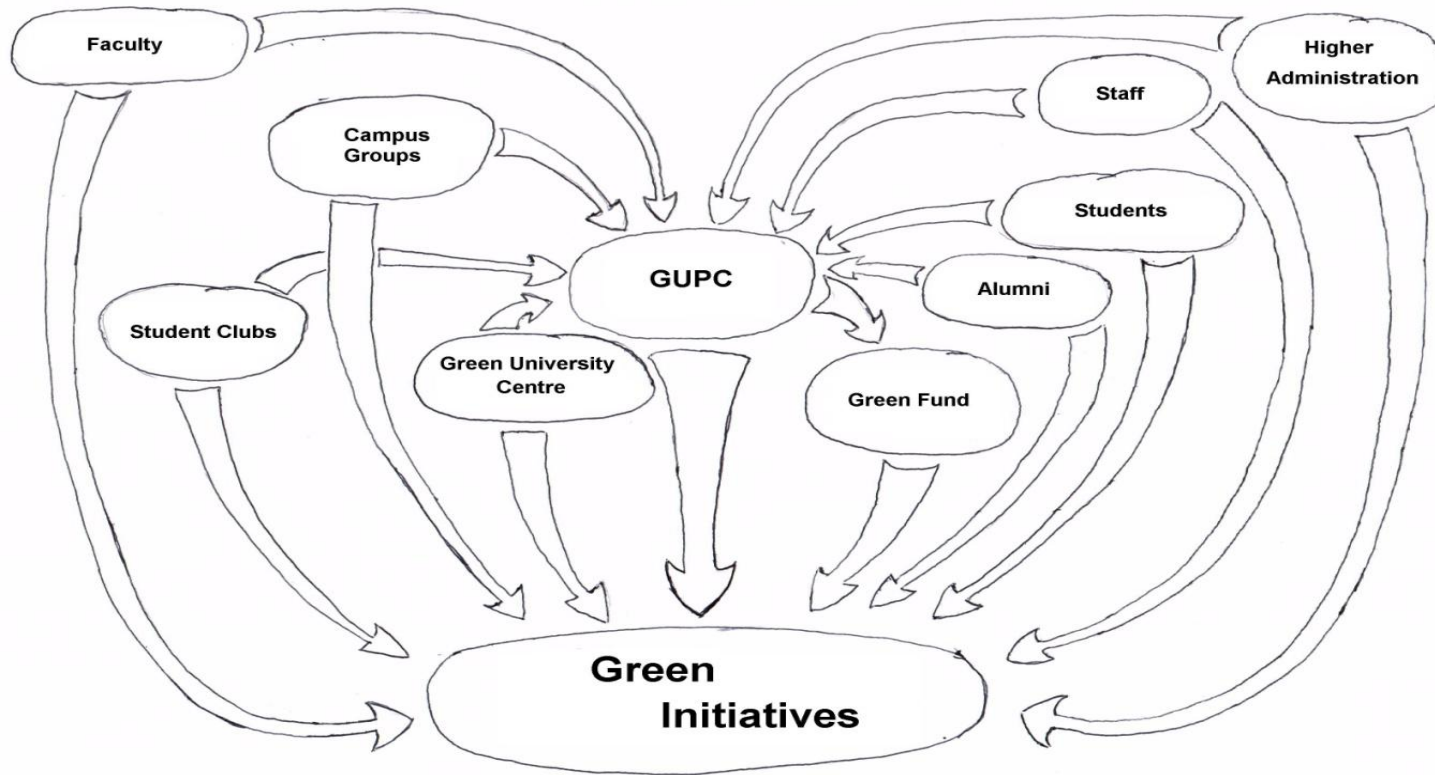 Faculty
Higher
Administration
Staff
Campus
Groups
Students
GUPC
Alumni
Student Clubs
Green University
Centre
Green Fund
Green
Initiatives